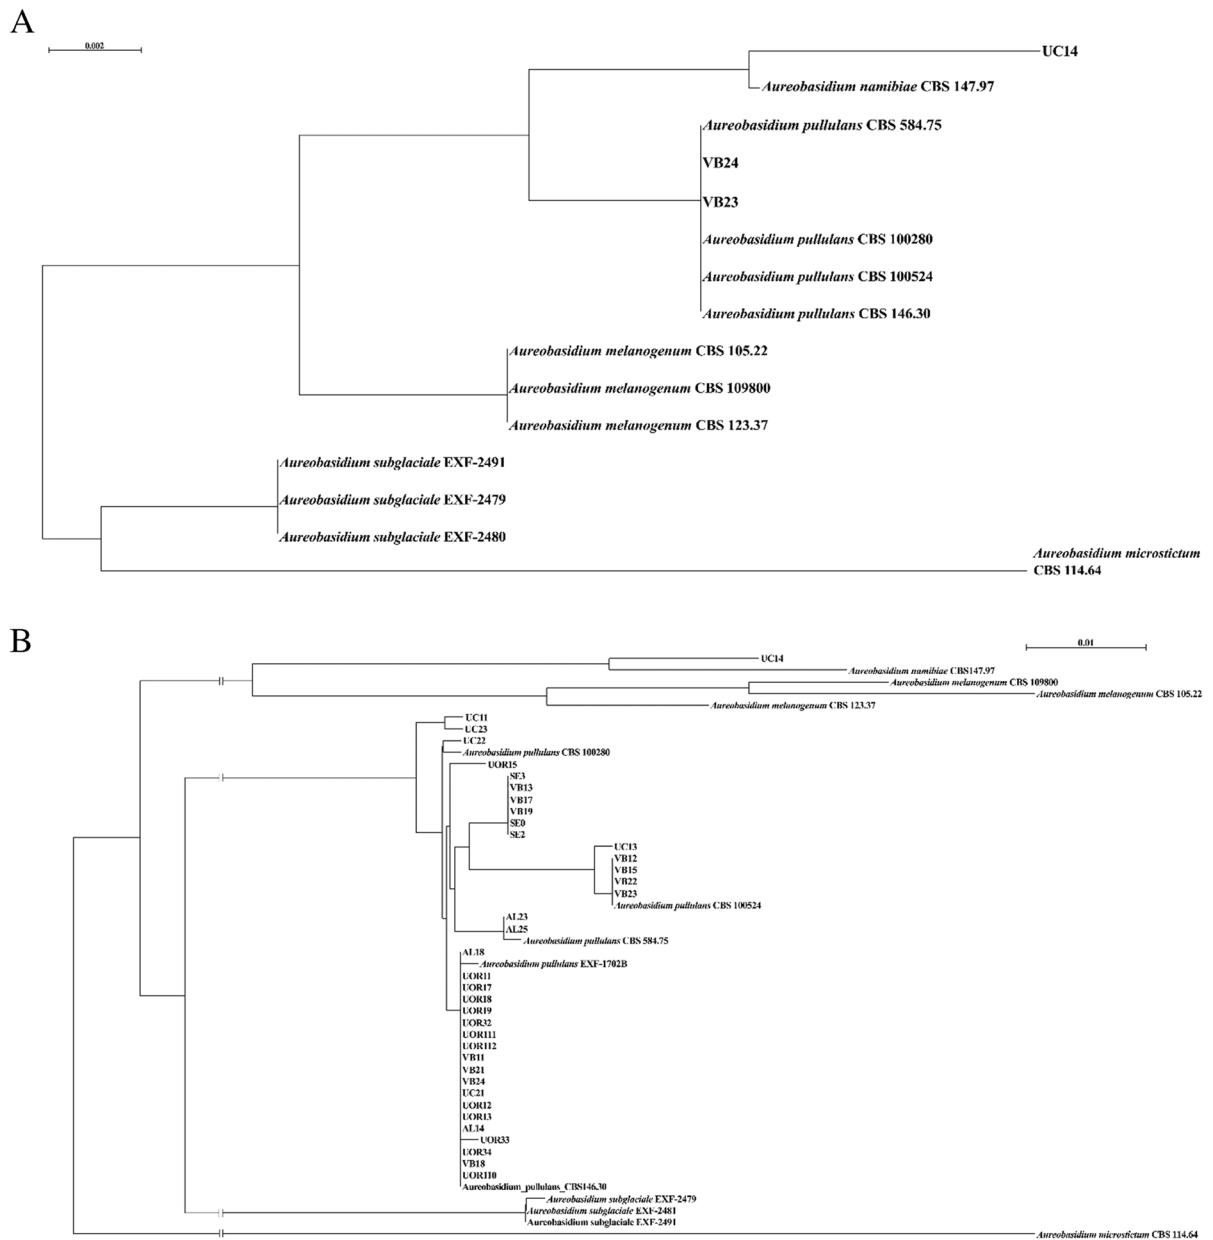 A
0.002
UC14
Aureobasidium namibiae CBS 147.97
Aureobasidium pullulans CBS 584.75
VB24
VB23
Aureobasidium pullulans CBS 100280
Aureobasidium pullulans CBS 100524
Aureobasidium pullulans CBS 146.30
Aureobasidium melanogenum CBS 105.22
Aureobasidium melanogenum CBS 109800
Aureobasidium melanogenum CBS 123.37
Aureobasidium subglaciale EXF-2491
Aureobasidium subglaciale EXF-2479
Aureobasidium subglaciale EXF-2480
Aureobasidium microstictum
CBS 114.64
B
0.01
UC14
Aureobasidium namibiae CBS147.97
Aureobasidium melanogenum CBS 109800
Aureobasidium melanogenum CBS 105.22
Aureobasidium melanogenum CBS 123.37
UC11
UC23
UC22
Aureobasidium pullulans CBS 100280
UOR15
SE3
VB13
VB17
VB19
SE0
SE2
UC13
VB12
VB15
VB22
VB23
Aureobasidium pullulans CBS 100524
AL23
AL25
Aureobasidium pullulans CBS 584.75
AL18
Aureobasidium pullulans EXF-1702B
UOR11
UOR17
UOR18
UOR19
UOR32
UOR111
UOR112
VB11
VB21
VB24
UC21
UOR12
UOR13
AL14
UOR33
UOR34
VB18
UOR110
Aureobasidium_pullulans_CBS146.30
Aureobasidium subglaciale EXF-2479
Aureobasidium subglaciale EXF-2481
Aureobasidium subglaciale EXF-2491
Aureobasidium microstictum CBS 114.64